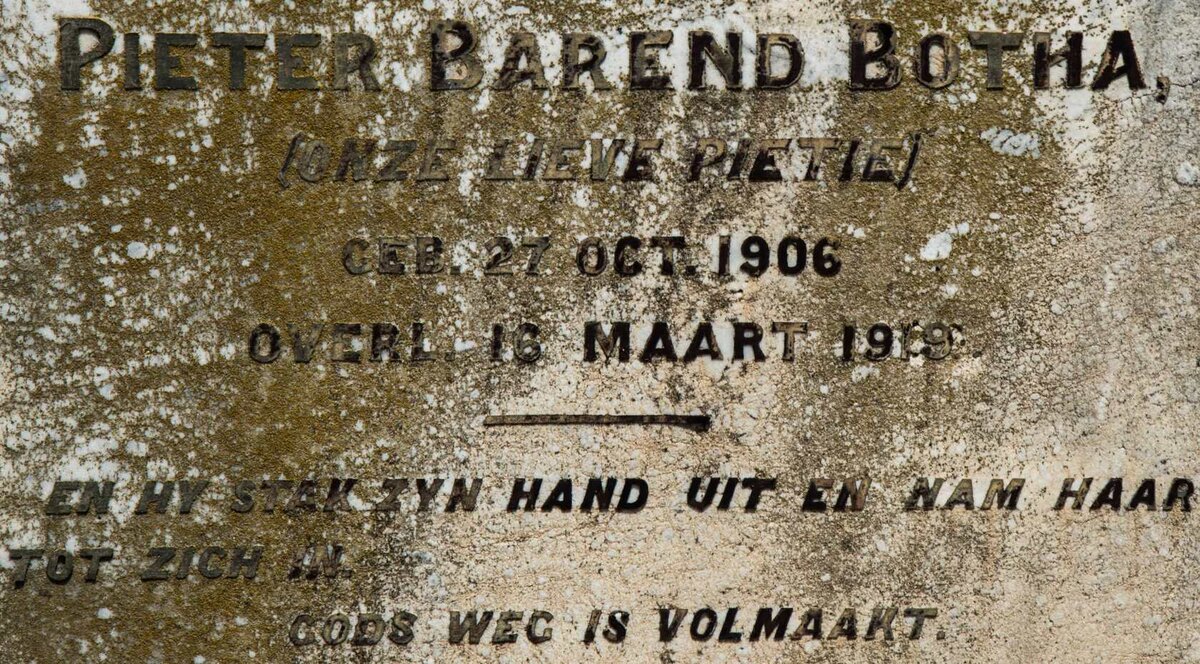 PIETER BAREND BOTHA,
(ONZE LIEVE PIETIE)
GEB. 27 OCT. 1906
OVERL. 16 MAART 1919.
EN HY STAK ZYN HAND UIT EN NAM HAAR
TOT ZICH IN.
GODS WEG IS VOLMAAKT.